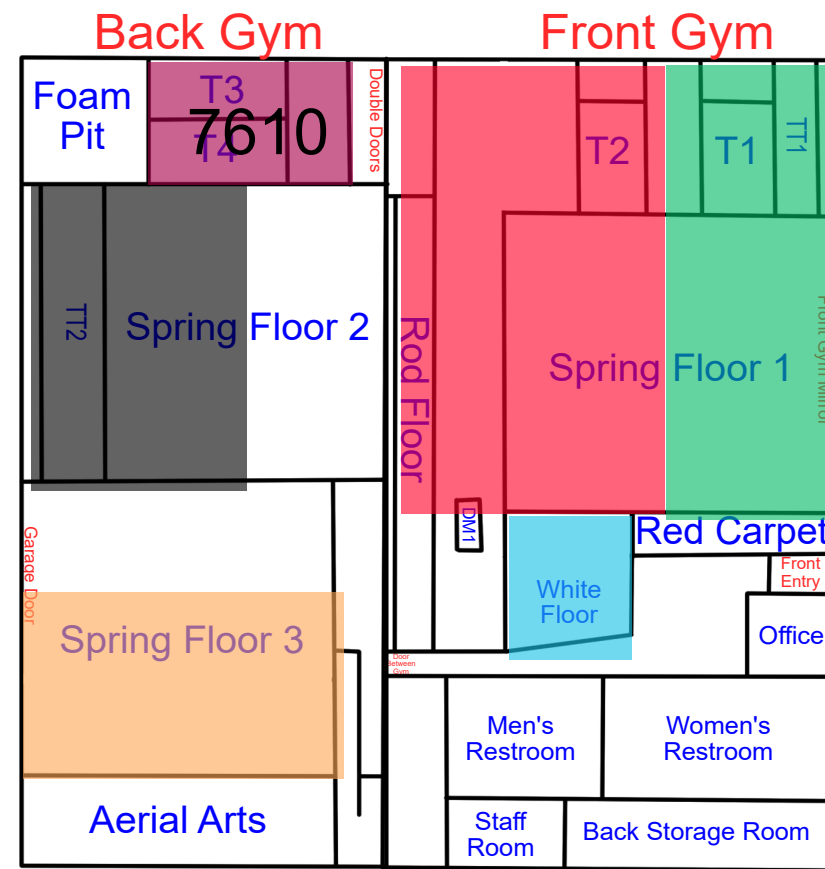 Back Gym
Front Gym
Foam
Pit
T3
T4
7610
Double Doors
T2
T1
TT1
TT2
Spring Floor 2
Rod Floor
Spring Floor 1
Front Gym Mirror
DM1
Red Carpet
Garage Door
White
Floor
Front
Entry
Spring Floor 3
Office
Door
Between
Gym
Men's
Restroom
Women's
Restroom
Aerial Arts
Staff
Room
Back Storage Room